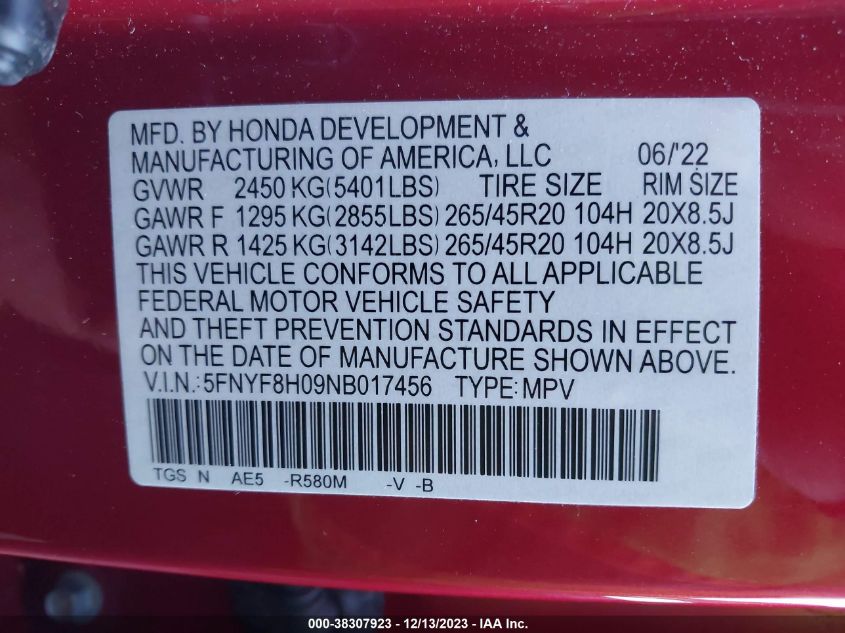 MFD. BY HONDA DEVELOPMENT &
MANUFACTURING OF AMERICA, LLC 06/'22
GVWR 2450 KG(5401LBS) TIRE SIZE RIM SIZE
GAWR F 1295 KG(2855LBS) 265/45R20 104H 20X8.5J
GAWR R 1425 KG(3142LBS) 265/45R20 104H 20X8.5J
THIS VEHICLE CONFORMS TO ALL APPLICABLE
FEDERAL MOTOR VEHICLE SAFETY
AND THEFT PREVENTION STANDARDS IN EFFECT
ON THE DATE OF MANUFACTURE SHOWN ABOVE.
V.I.N.:5FNYF8H09NB017456 TYPE:MPV
TGS N AE5 -R580M -V -B
000-38307923 - 12/13/2023 - IAA Inc.